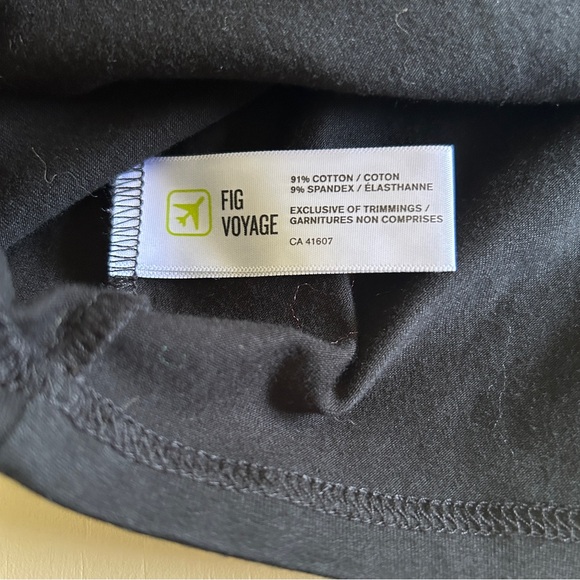 FIG
VOYAGE
91% COTTON / COTON
9% SPANDEX / ÉLASTHANNE
EXCLUSIVE OF TRIMMINGS /
GARNITURES NON COMPRISES
CA 41607